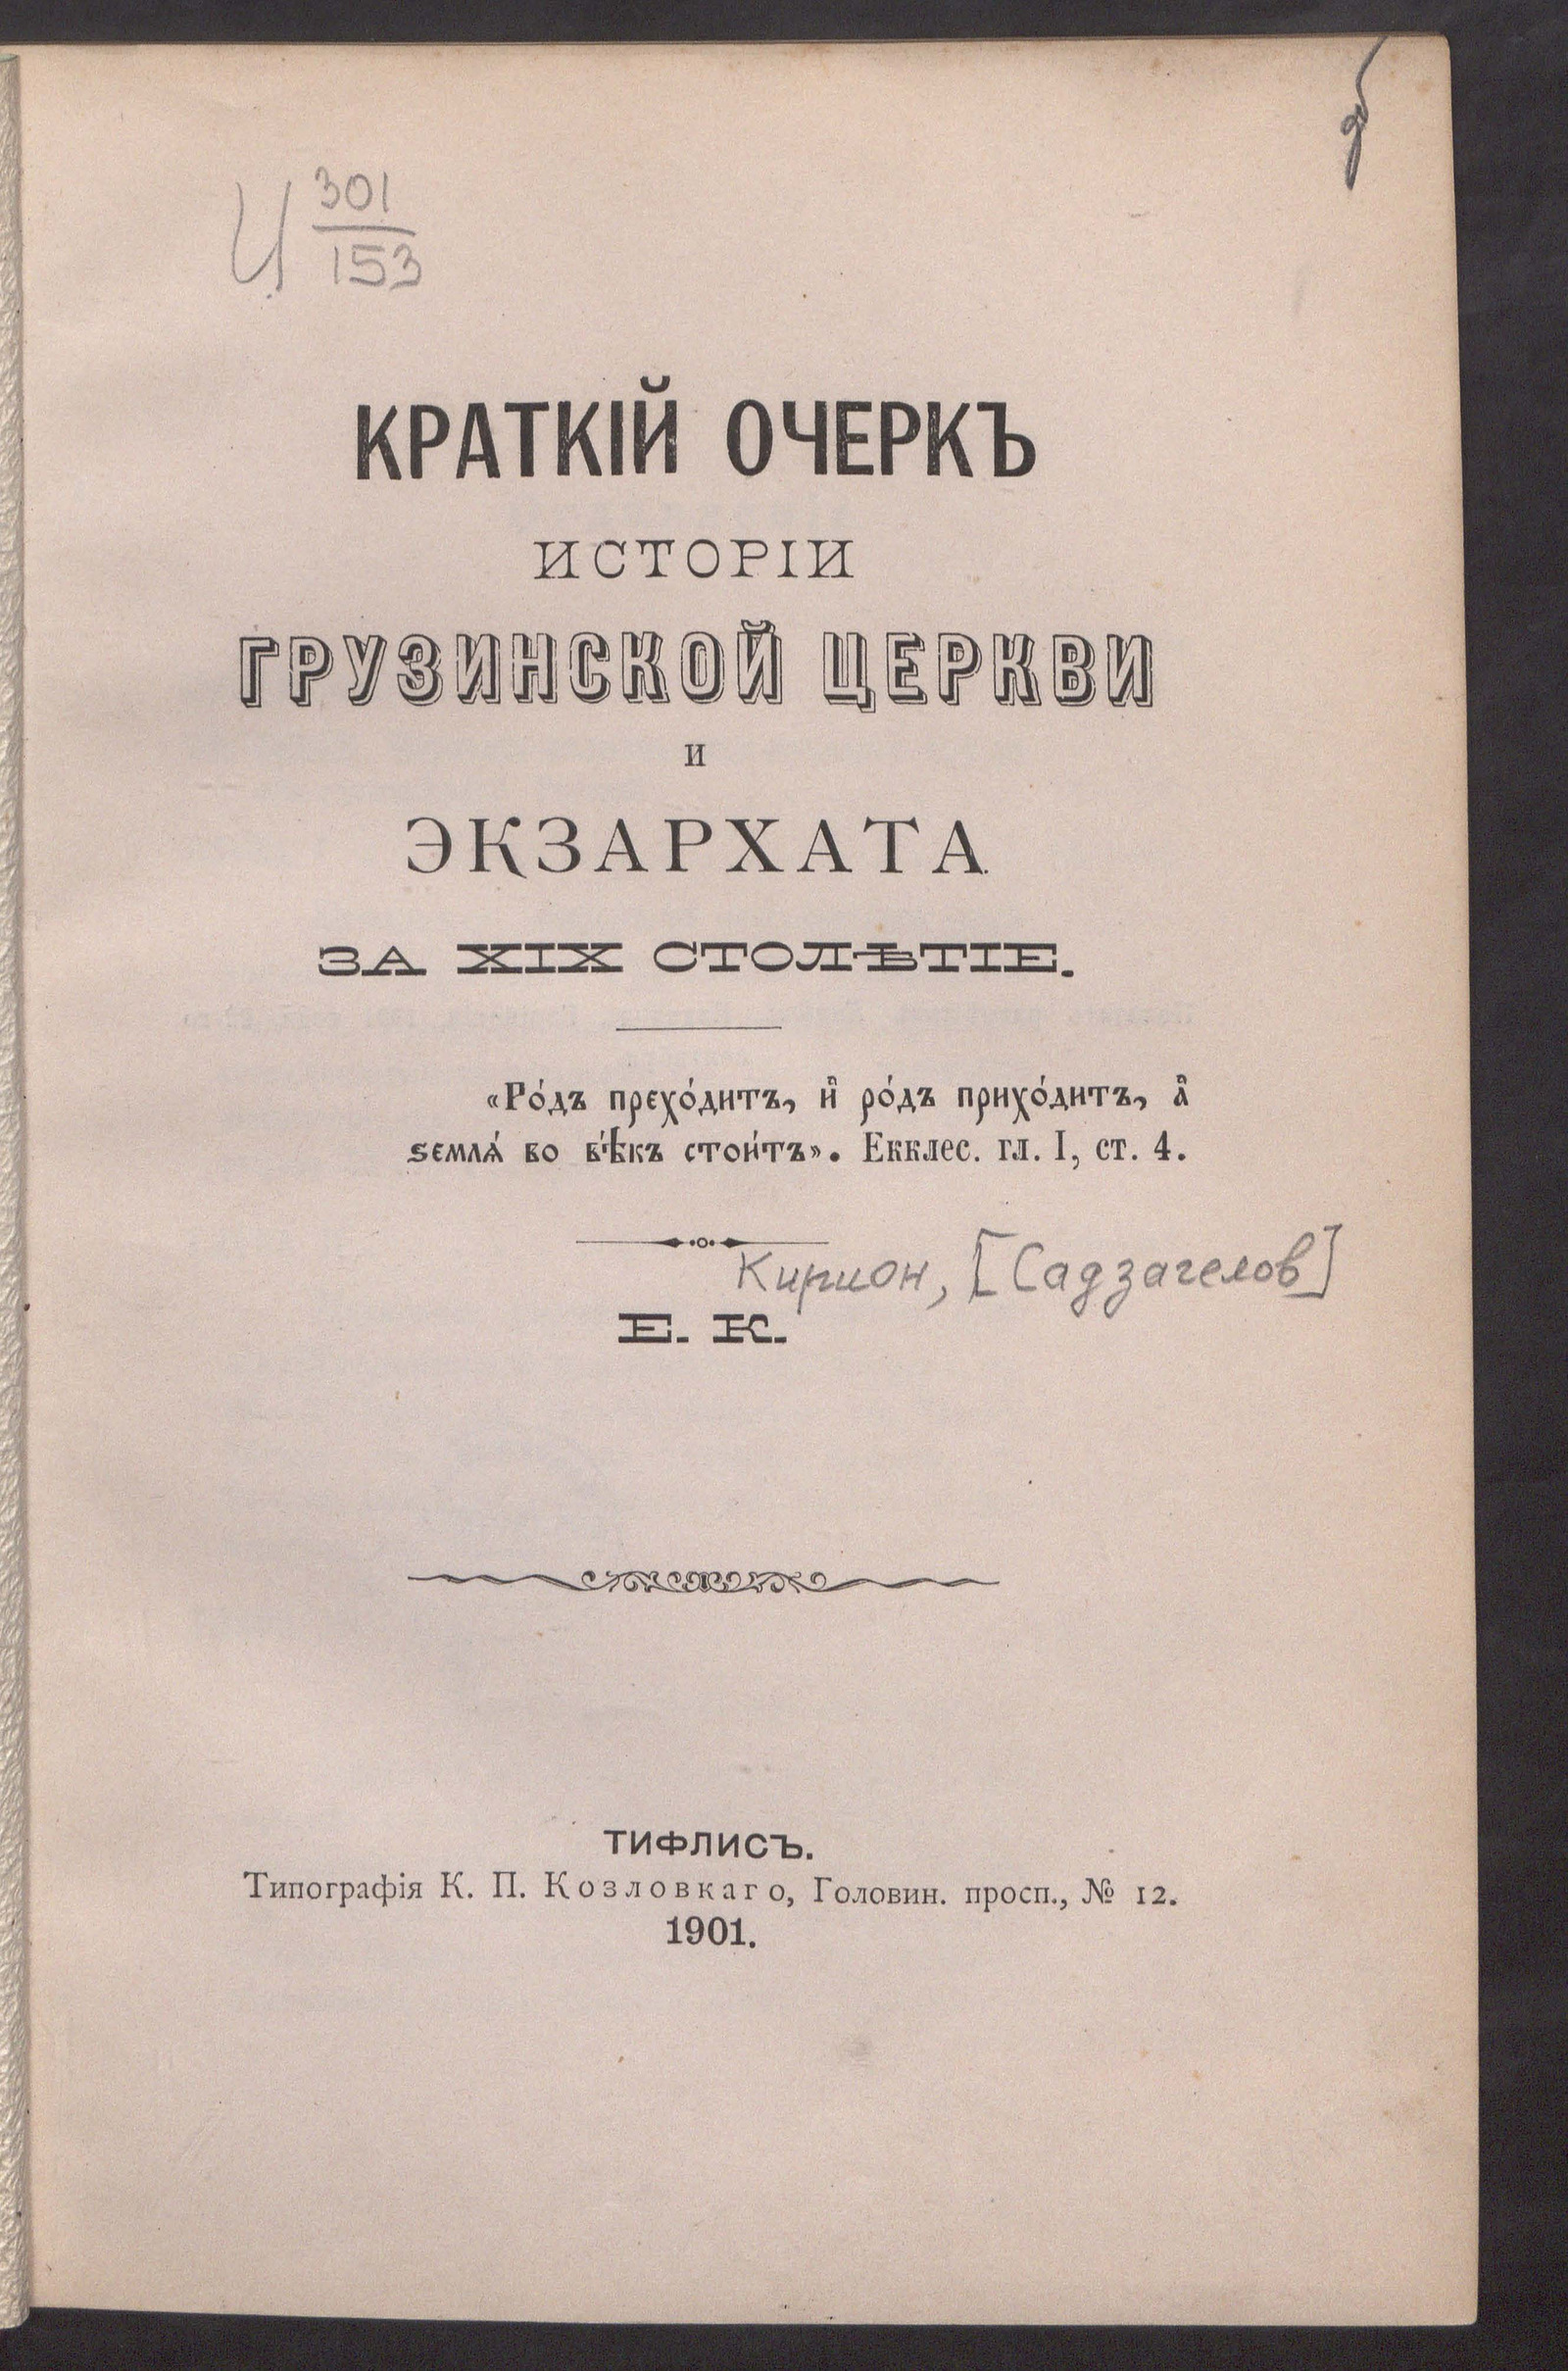 И 301
153
КРАТКІЙ ОЧЕРКЪ
ИСТОРІИ
ГРУЗИНСКОЙ ЦЕРКВИ
И
ЭКЗАРХАТА
ЗА XIX СТОЛѢТІЕ.
«Ро́дъ прехо́дитъ, и҆̀ ро́дъ прихо́дитъ, а҆̀
ѕемлѧ́ во вѣ́къ стои́тъ». Екклес. гл. I, ст. 4.
Кирион, [Садзагелов]
Е. К.
ТИФЛИСЪ.
Типографія К. П. Козловкаго, Головин. просп., № 12.
1901.